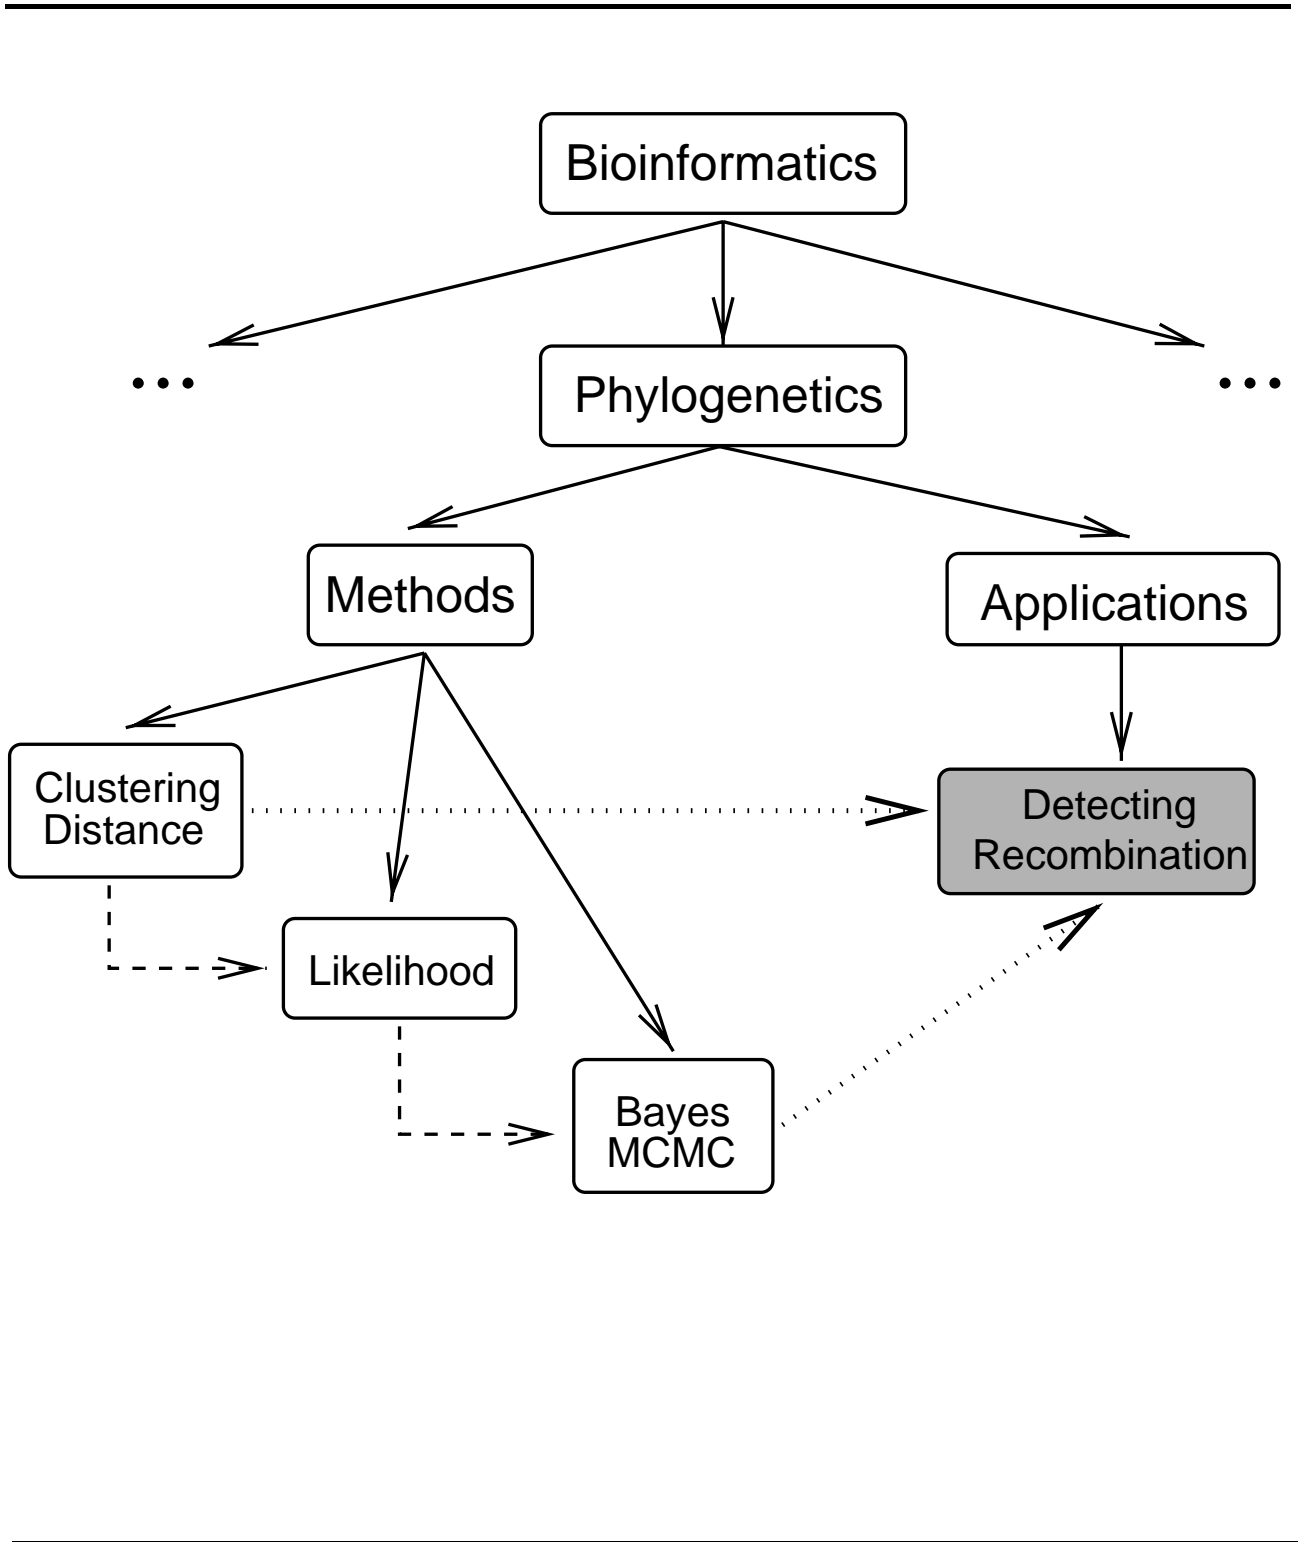 Bioinformatics
...
Phylogenetics
...
Methods
Applications
Clustering
Distance
Detecting
Recombination
Likelihood
Bayes
MCMC